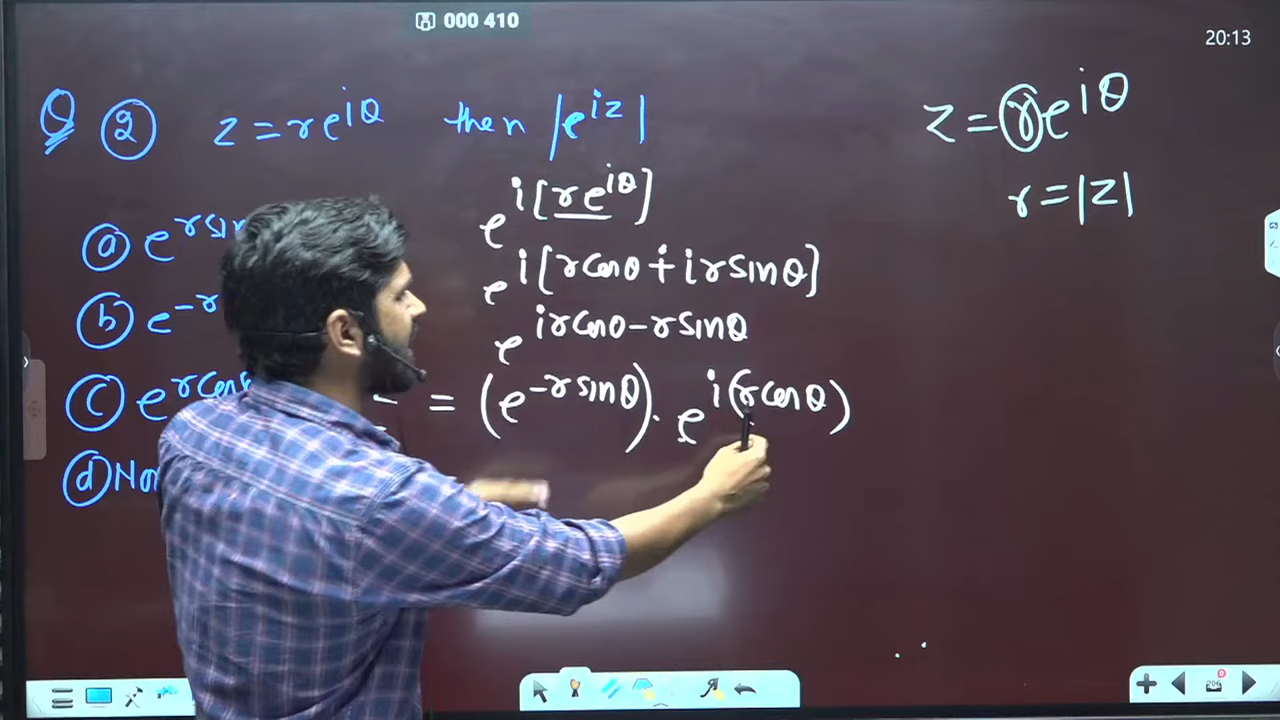 000 410
20:13
Q ② z = re^{iθ} then |e^{iz}|
z = re^{iθ}
r = |z|
e^{i[re^{iθ}]}
e^{i[rcosθ + irsinθ]}
e^{ircosθ - rsinθ}
= (e^{-rsinθ}) . e^{i(rcosθ)}
ⓐ e^{rsin
ⓑ e^{-r
ⓒ e^{rcos
ⓓ Non